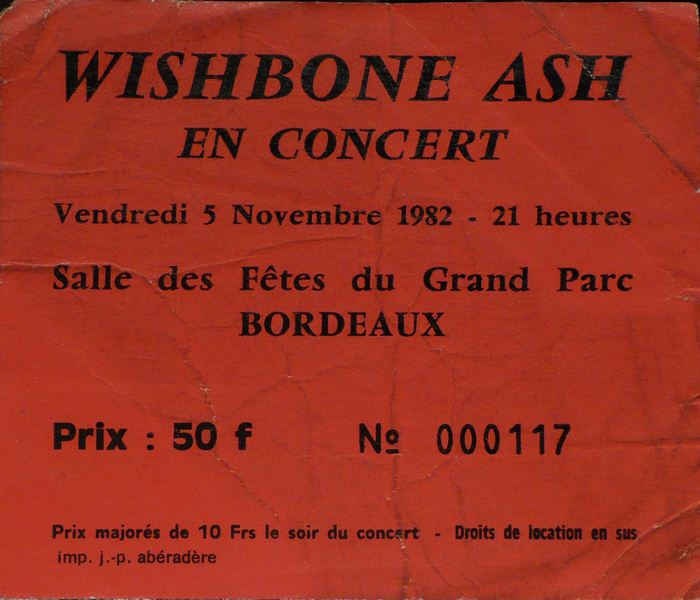 WISHBONE ASH
EN CONCERT
Vendredi 5 Novembre 1982 - 21 heures
Salle des Fêtes du Grand Parc
BORDEAUX
Prix : 50 f № 000117
Prix majorés de 10 Frs le soir du concert - Droits de location en sus
imp. j.-p. abéradère